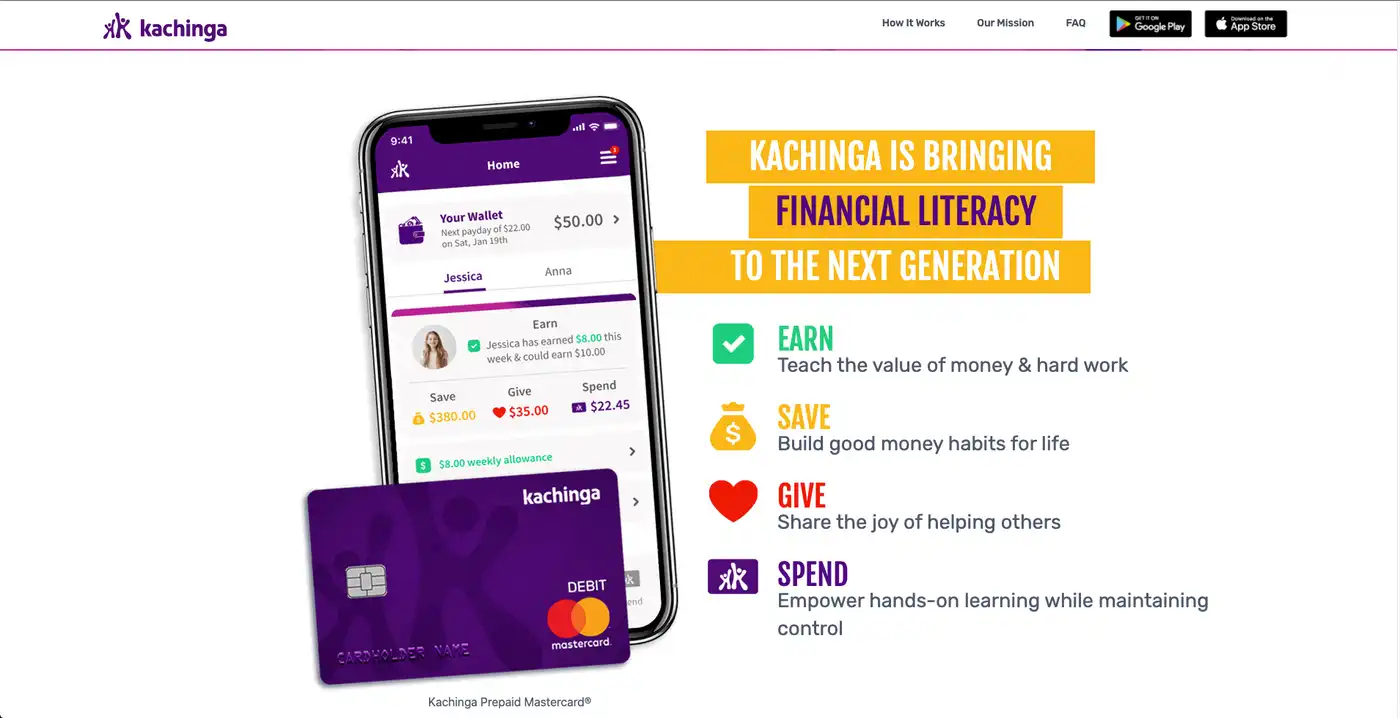 kachinga
How It Works
Our Mission
FAQ
GET IT ON
Google Play
Download on the
App Store
9:41
Home
Your Wallet
Next payday of $22.00
on Sat, Jan 19th
$50.00
Jessica
Anna
Earn
Jessica has earned $8.00 this
week & could earn $10.00
Save
$380.00
Give
$35.00
Spend
$22.45
$8.00 weekly allowance
kachinga
DEBIT
mastercard.
CARDHOLDER NAME
Kachinga Prepaid Mastercard®
KACHINGA IS BRINGING
FINANCIAL LITERACY
TO THE NEXT GENERATION
EARN
Teach the value of money & hard work
SAVE
Build good money habits for life
GIVE
Share the joy of helping others
SPEND
Empower hands-on learning while maintaining
control